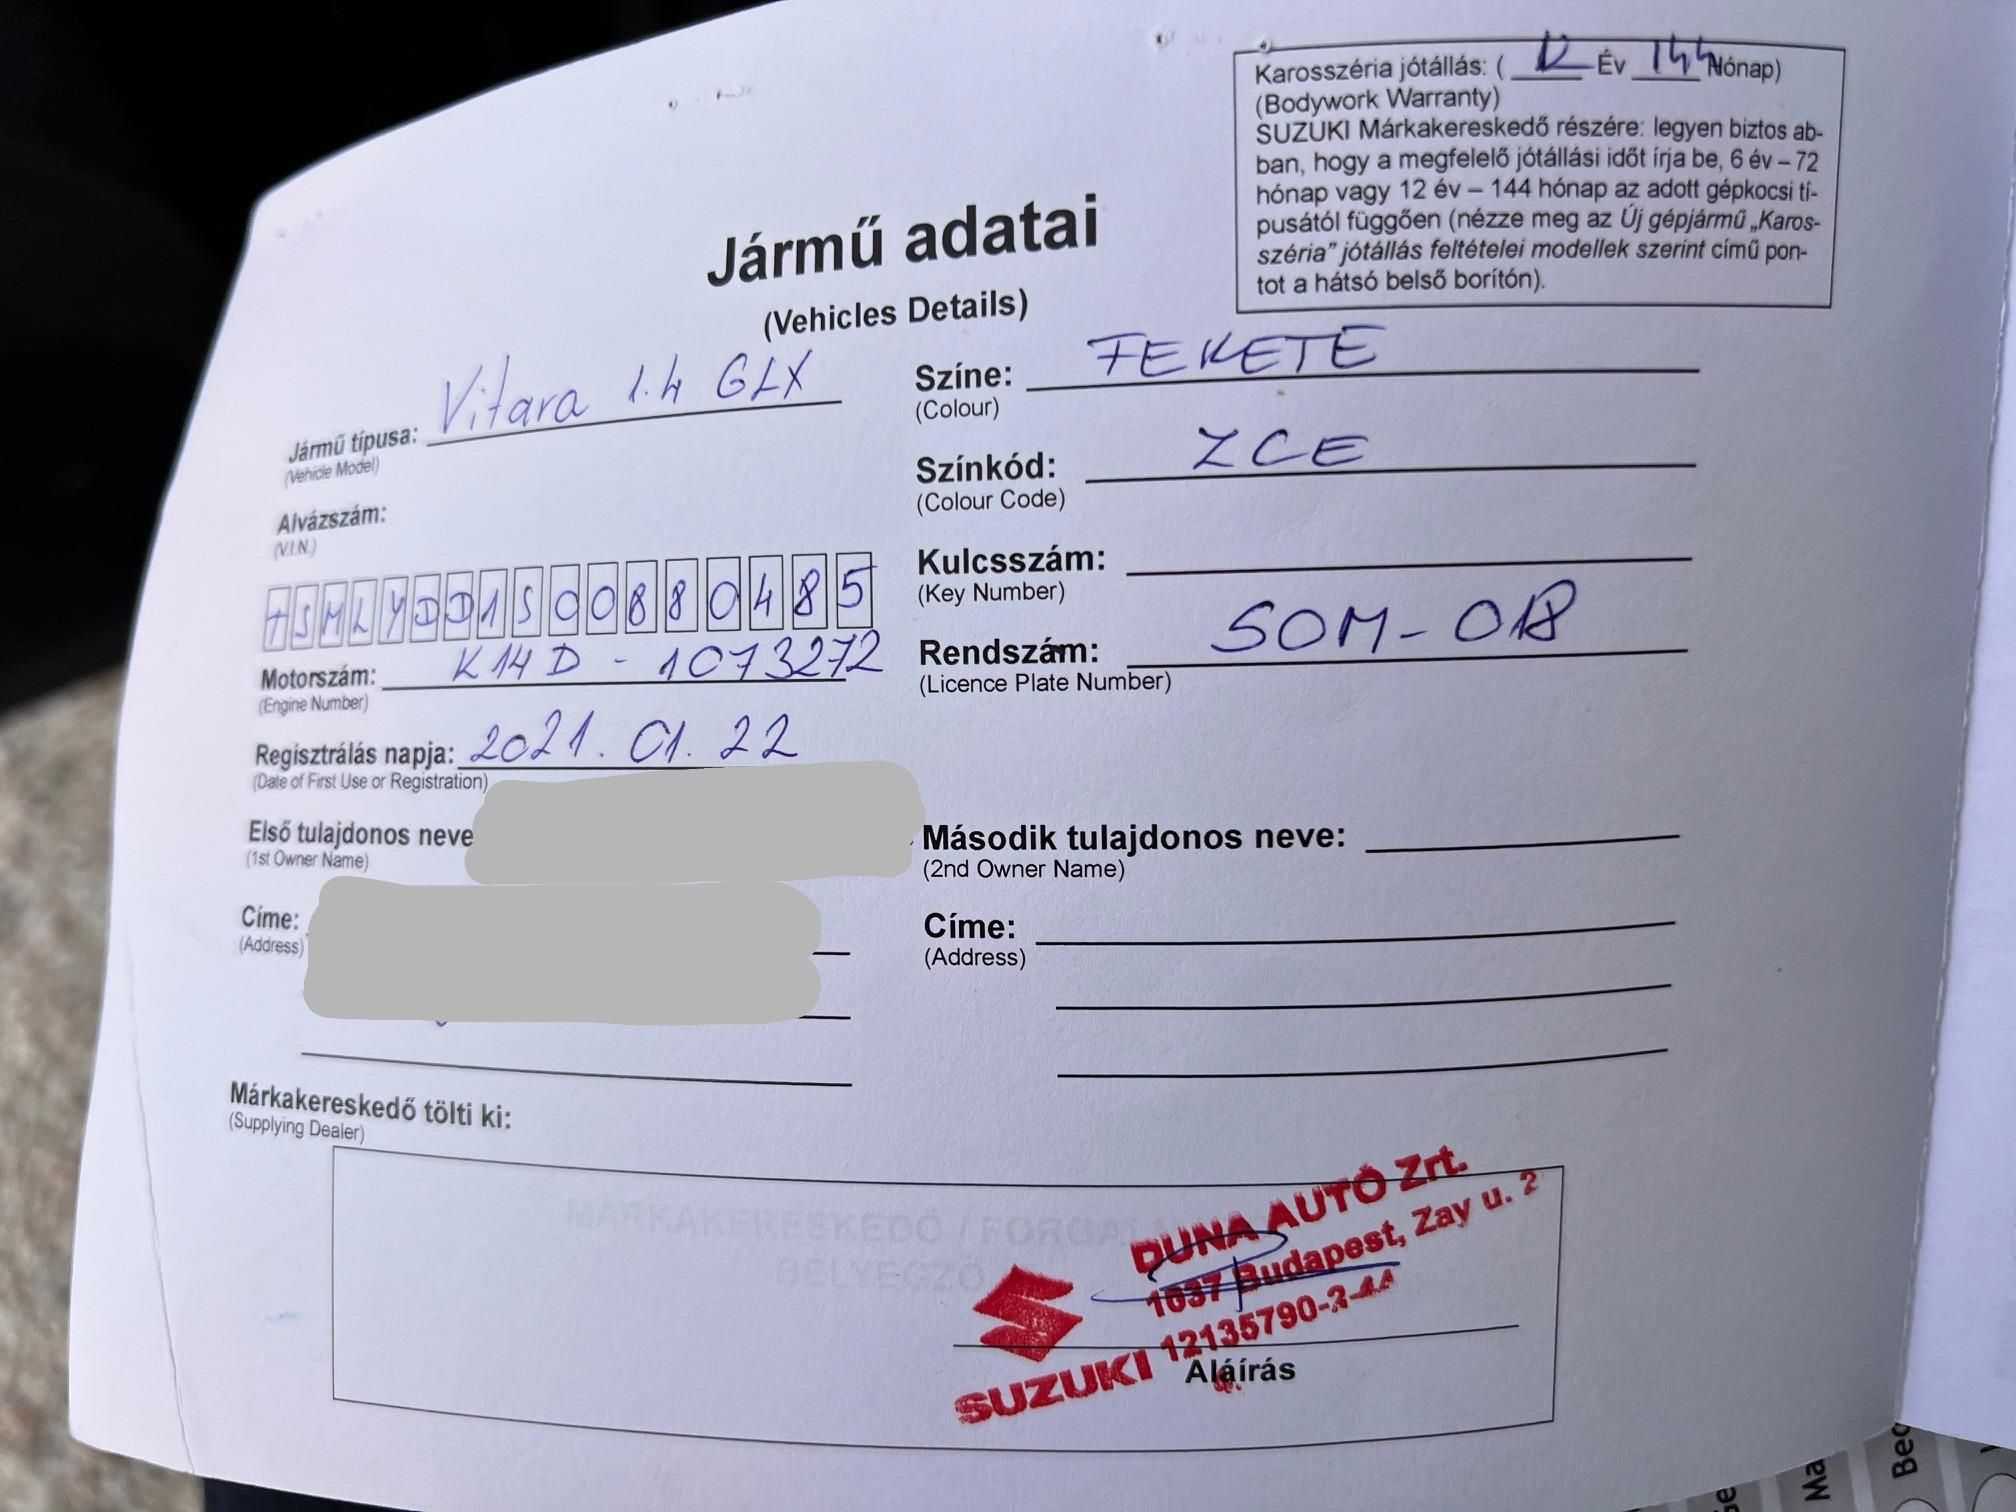 Karosszéria jótállás: ( 12 Év 144 Hónap)
(Bodywork Warranty)
SUZUKI Márkakereskedő részére: legyen biztos ab-
ban, hogy a megfelelő jótállási időt írja be, 6 év – 72
hónap vagy 12 év – 144 hónap az adott gépkocsi tí-
pusától függően (nézze meg az Új gépjármű „Karos-
széria” jótállás feltételei modellek szerint című pon-
tot a hátsó belső borítón).
Jármű adatai
(Vehicles Details)
Jármű típusa: Vitara 1.4 GLX
(Vehicle Model)
Alvázszám:
(V.I.N.)
TSMLYDD1S00880485
Motorszám: K14D - 1073272
(Engine Number)
Regisztrálás napja: 2021. 01. 22
(Date of First Use or Registration)
Első tulajdonos neve
(1st Owner Name)
Címe:
(Address)
Színe: FEKETE
(Colour)
Színkód: ZCE
(Colour Code)
Kulcsszám:
(Key Number)
Rendszám: SOM-018
(Licence Plate Number)
Második tulajdonos neve:
(2nd Owner Name)
Címe:
(Address)
Márkakereskedő tölti ki:
(Supplying Dealer)
MÁRKAKERESKEDŐ /
BÉLYEGZŐ
DUNA AUTÓ Zrt.
1037 Budapest, Zay u. 2
12135790-2-44
SUZUKI
Aláírás